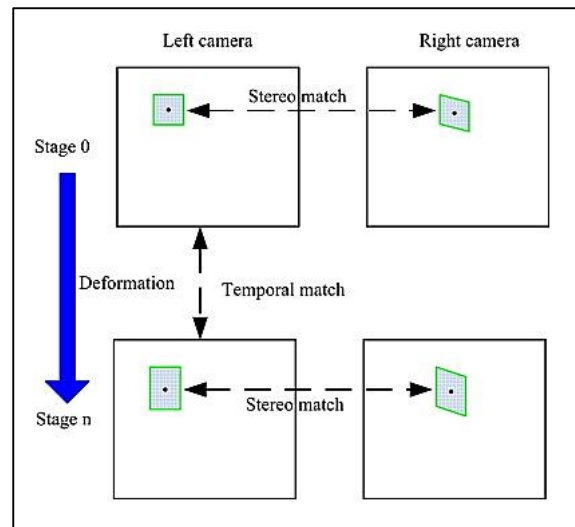 Left camera
Right camera
Stereo match
Stage 0
Deformation
Temporal match
Stereo match
Stage n